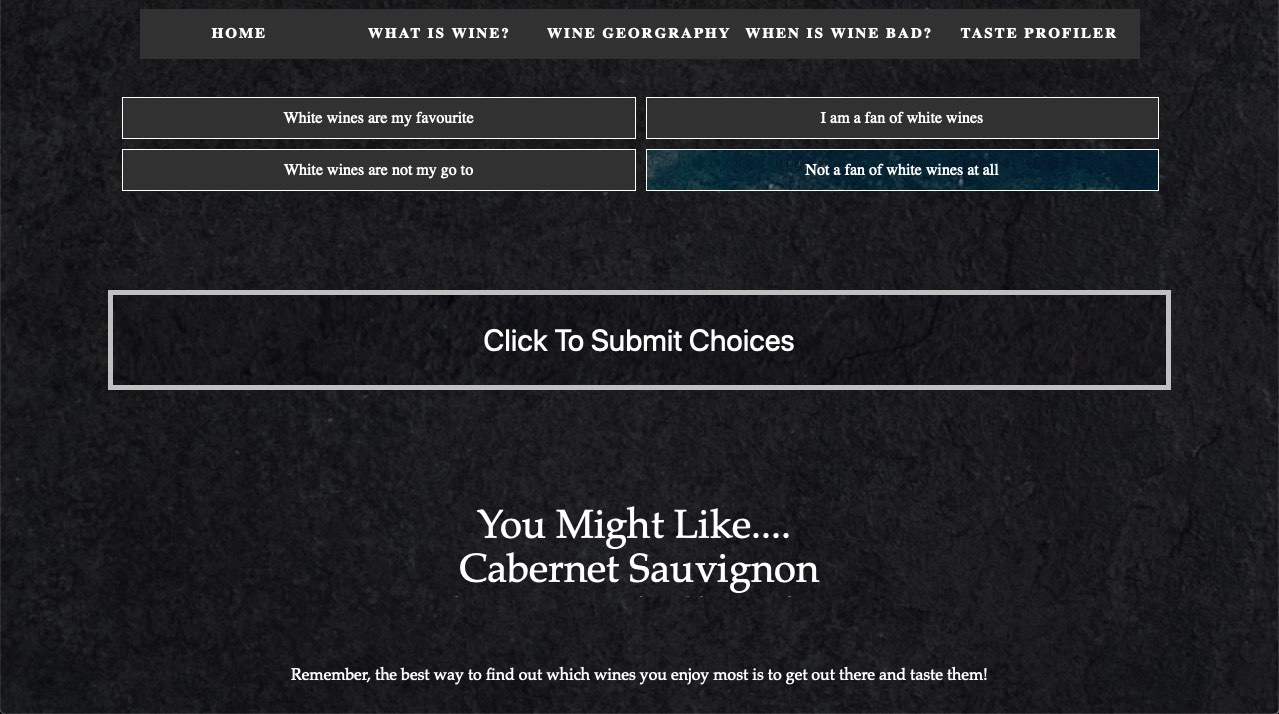 HOME WHAT IS WINE? WINE GEORGRAPHY WHEN IS WINE BAD? TASTE PROFILER
White wines are my favourite I am a fan of white wines
White wines are not my go to Not a fan of white wines at all
Click To Submit Choices
You Might Like....
Cabernet Sauvignon
Remember, the best way to find out which wines you enjoy most is to get out there and taste them!